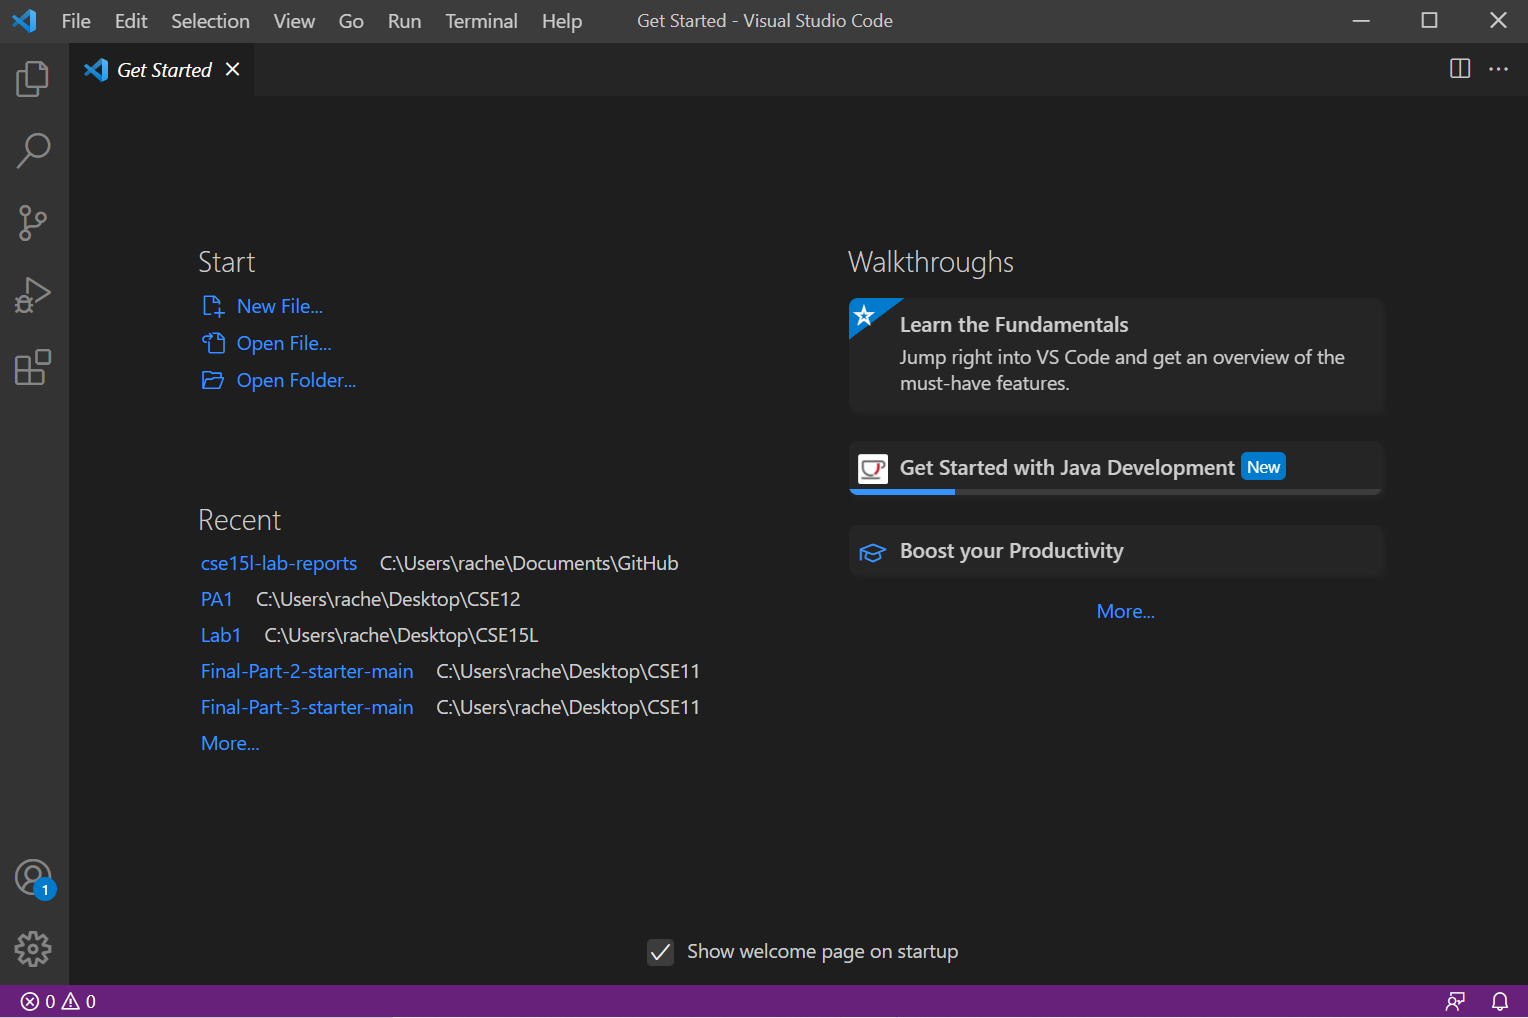 File Edit Selection View Go Run Terminal Help Get Started - Visual Studio Code
Get Started
Start
New File...
Open File...
Open Folder...
Recent
cse15l-lab-reports C:\Users\rache\Documents\GitHub
PA1 C:\Users\rache\Desktop\CSE12
Lab1 C:\Users\rache\Desktop\CSE15L
Final-Part-2-starter-main C:\Users\rache\Desktop\CSE11
Final-Part-3-starter-main C:\Users\rache\Desktop\CSE11
More...
Walkthroughs
Learn the Fundamentals
Jump right into VS Code and get an overview of the
must-have features.
Get Started with Java Development New
Boost your Productivity
More...
1
Show welcome page on startup
0 0